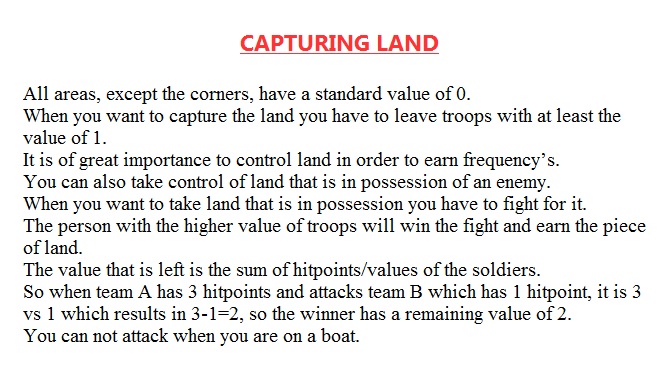 CAPTURING LAND
All areas, except the corners, have a standard value of 0.
When you want to capture the land you have to leave troops with at least the
value of 1.
It is of great importance to control land in order to earn frequency’s.
You can also take control of land that is in possession of an enemy.
When you want to take land that is in possession you have to fight for it.
The person with the higher value of troops will win the fight and earn the piece
of land.
The value that is left is the sum of hitpoints/values of the soldiers.
So when team A has 3 hitpoints and attacks team B which has 1 hitpoint, it is 3
vs 1 which results in 3-1=2, so the winner has a remaining value of 2.
You can not attack when you are on a boat.